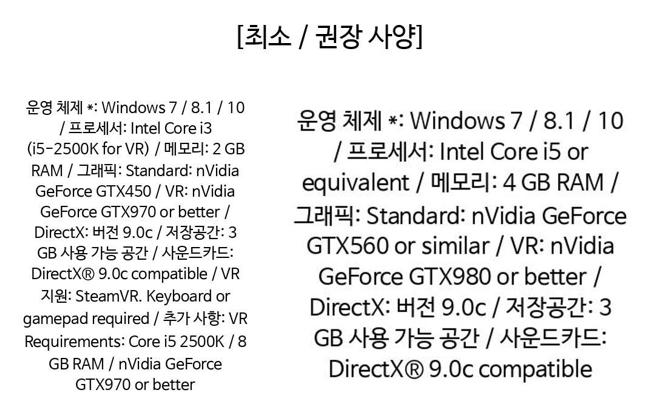 [최소 / 권장 사양]
운영 체제 *: Windows 7 / 8.1 / 10
/ 프로세서: Intel Core i3
(i5-2500K for VR) / 메모리: 2 GB
RAM / 그래픽: Standard: nVidia
GeForce GTX450 / VR: nVidia
GeForce GTX970 or better /
DirectX: 버전 9.0c / 저장공간: 3
GB 사용 가능 공간 / 사운드카드:
DirectX® 9.0c compatible / VR
지원: SteamVR. Keyboard or
gamepad required / 추가 사항: VR
Requirements: Core i5 2500K / 8
GB RAM / nVidia GeForce
GTX970 or better
운영 체제 *: Windows 7 / 8.1 / 10
/ 프로세서: Intel Core i5 or
equivalent / 메모리: 4 GB RAM /
그래픽: Standard: nVidia GeForce
GTX560 or similar / VR: nVidia
GeForce GTX980 or better /
DirectX: 버전 9.0c / 저장공간: 3
GB 사용 가능 공간 / 사운드카드:
DirectX® 9.0c compatible